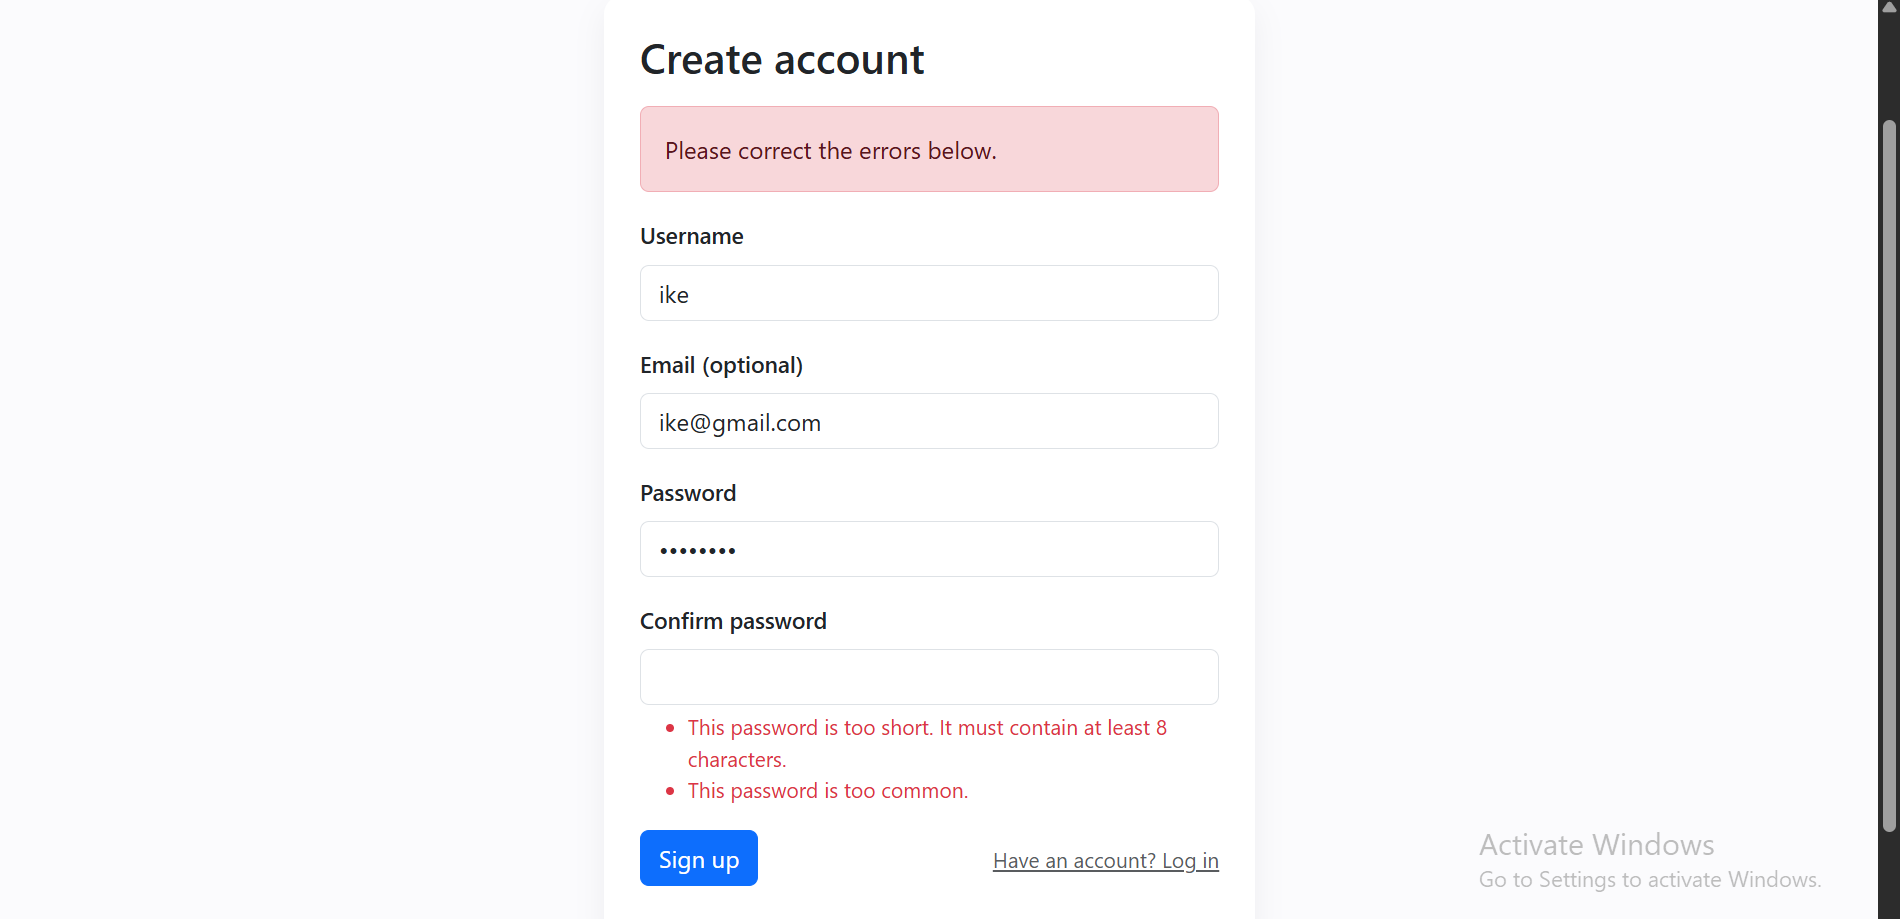 Create account
Please correct the errors below.
Username
ike
Email (optional)
ike@gmail.com
Password
••••••••
Confirm password
• This password is too short. It must contain at least 8
characters.
• This password is too common.
Sign up
Have an account? Log in
Activate Windows
Go to Settings to activate Windows.